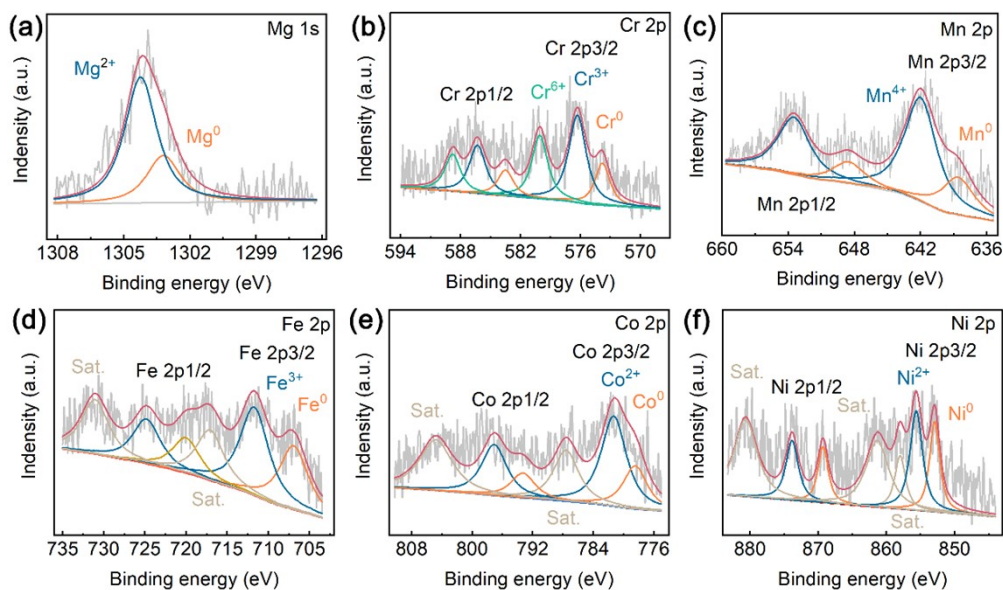 (a)
Mg 1s
Mg²⁺
Mg⁰
Indensity (a.u.)
1308 1305 1302 1299 1296
Binding energy (eV)
(b)
Cr 2p
Cr 2p3/2
Cr 2p1/2
Cr⁶⁺
Cr³⁺
Cr⁰
Indensity (a.u.)
594 588 582 576 570
Binding energy (eV)
(c)
Mn 2p
Mn 2p3/2
Mn⁴⁺
Mn⁰
Mn 2p1/2
Intensity (a.u.)
660 654 648 642 636
Binding energy (eV)
(d)
Fe 2p
Sat.
Fe 2p1/2
Fe 2p3/2
Fe³⁺
Fe⁰
Sat.
Indensity (a.u.)
735 730 725 720 715 710 705
Binding energy (eV)
(e)
Co 2p
Co 2p3/2
Co²⁺
Co 2p1/2
Co⁰
Sat.
Sat.
Indensity (a.u.)
808 800 792 784 776
Binding energy (eV)
(f)
Ni 2p
Sat.
Ni 2p3/2
Ni 2p1/2
Sat.
Ni²⁺
Ni⁰
Sat.
Indensity (a.u.)
880 870 860 850
Binding energy (eV)